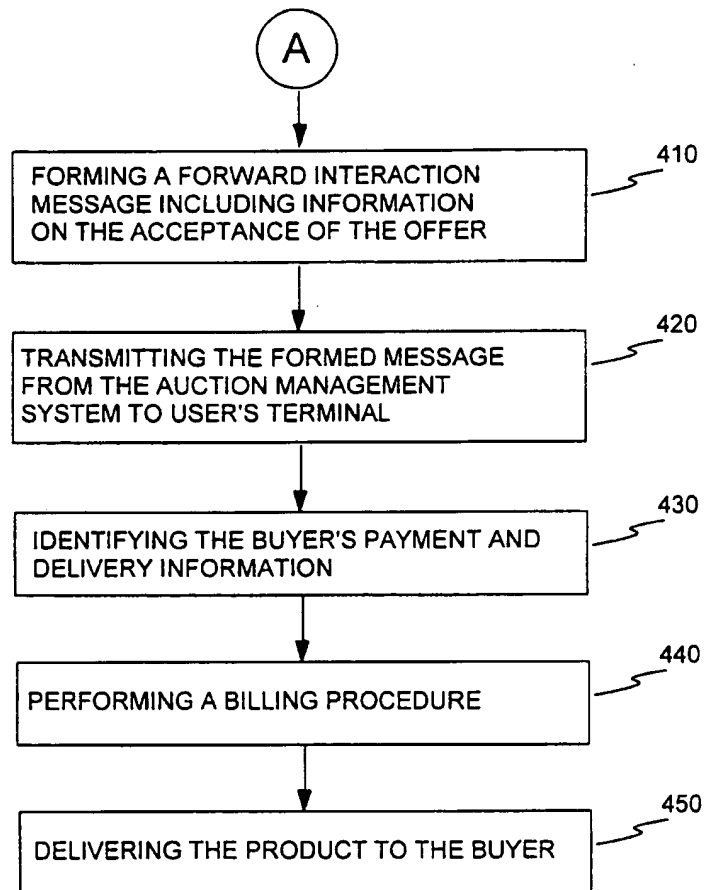 A
410
FORMING A FORWARD INTERACTION
MESSAGE INCLUDING INFORMATION
ON THE ACCEPTANCE OF THE OFFER
420
TRANSMITTING THE FORMED MESSAGE
FROM THE AUCTION MANAGEMENT
SYSTEM TO USER'S TERMINAL
430
IDENTIFYING THE BUYER'S PAYMENT AND
DELIVERY INFORMATION
440
PERFORMING A BILLING PROCEDURE
450
DELIVERING THE PRODUCT TO THE BUYER